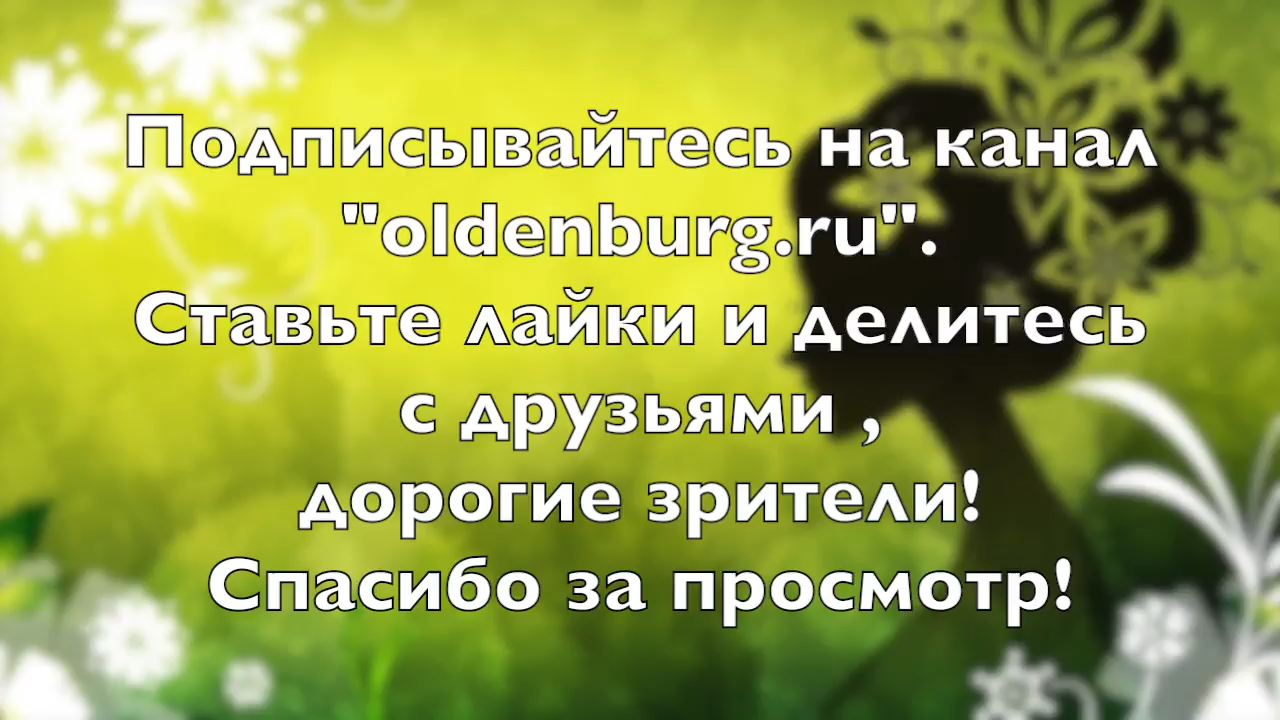 Подписывайтесь на канал
"oldenburg.ru".
Ставьте лайки и делитесь
с друзьями ,
дорогие зрители!
Спасибо за просмотр!